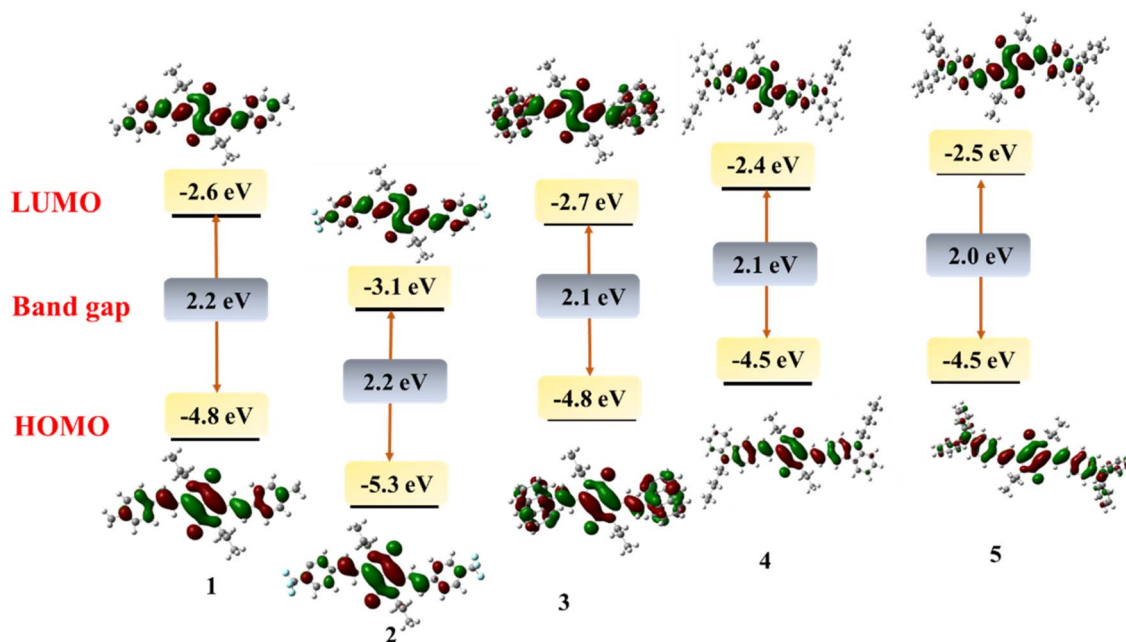 LUMO
Band gap
HOMO
-2.6 eV
2.2 eV
-4.8 eV
1
-3.1 eV
2.2 eV
-5.3 eV
2
-2.7 eV
2.1 eV
-4.8 eV
3
-2.4 eV
2.1 eV
-4.5 eV
4
-2.5 eV
2.0 eV
-4.5 eV
5